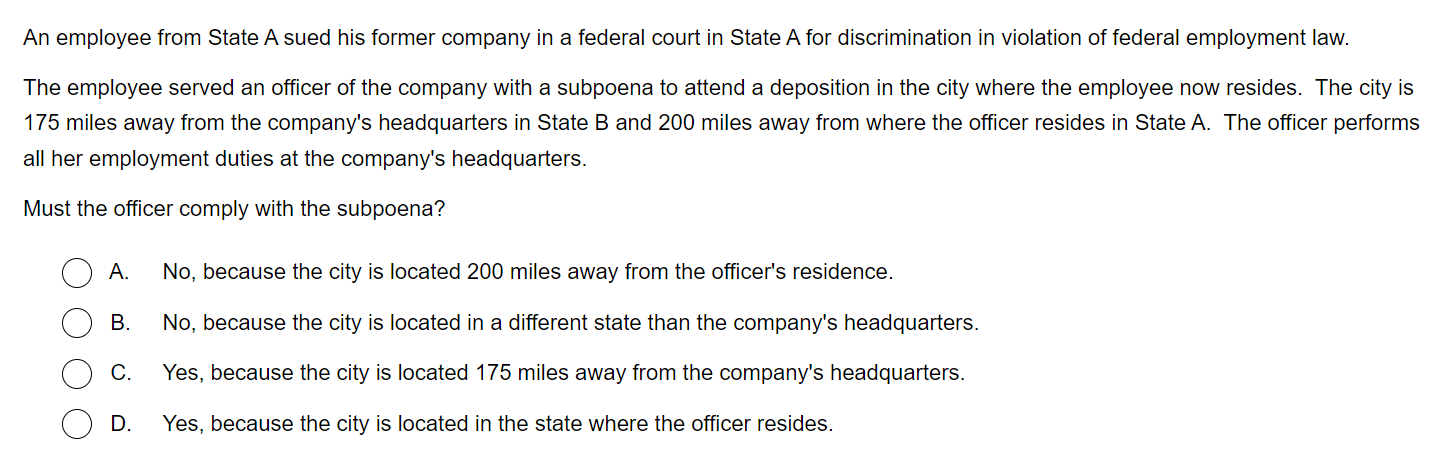 An employee from State A sued his former company in a federal court in State A for discrimination in violation of federal employment law.
The employee served an officer of the company with a subpoena to attend a deposition in the city where the employee now resides. The city is
175 miles away from the company's headquarters in State B and 200 miles away from where the officer resides in State A. The officer performs
all her employment duties at the company's headquarters.
Must the officer comply with the subpoena?
A. No, because the city is located 200 miles away from the officer's residence.
B. No, because the city is located in a different state than the company's headquarters.
C. Yes, because the city is located 175 miles away from the company's headquarters.
D. Yes, because the city is located in the state where the officer resides.